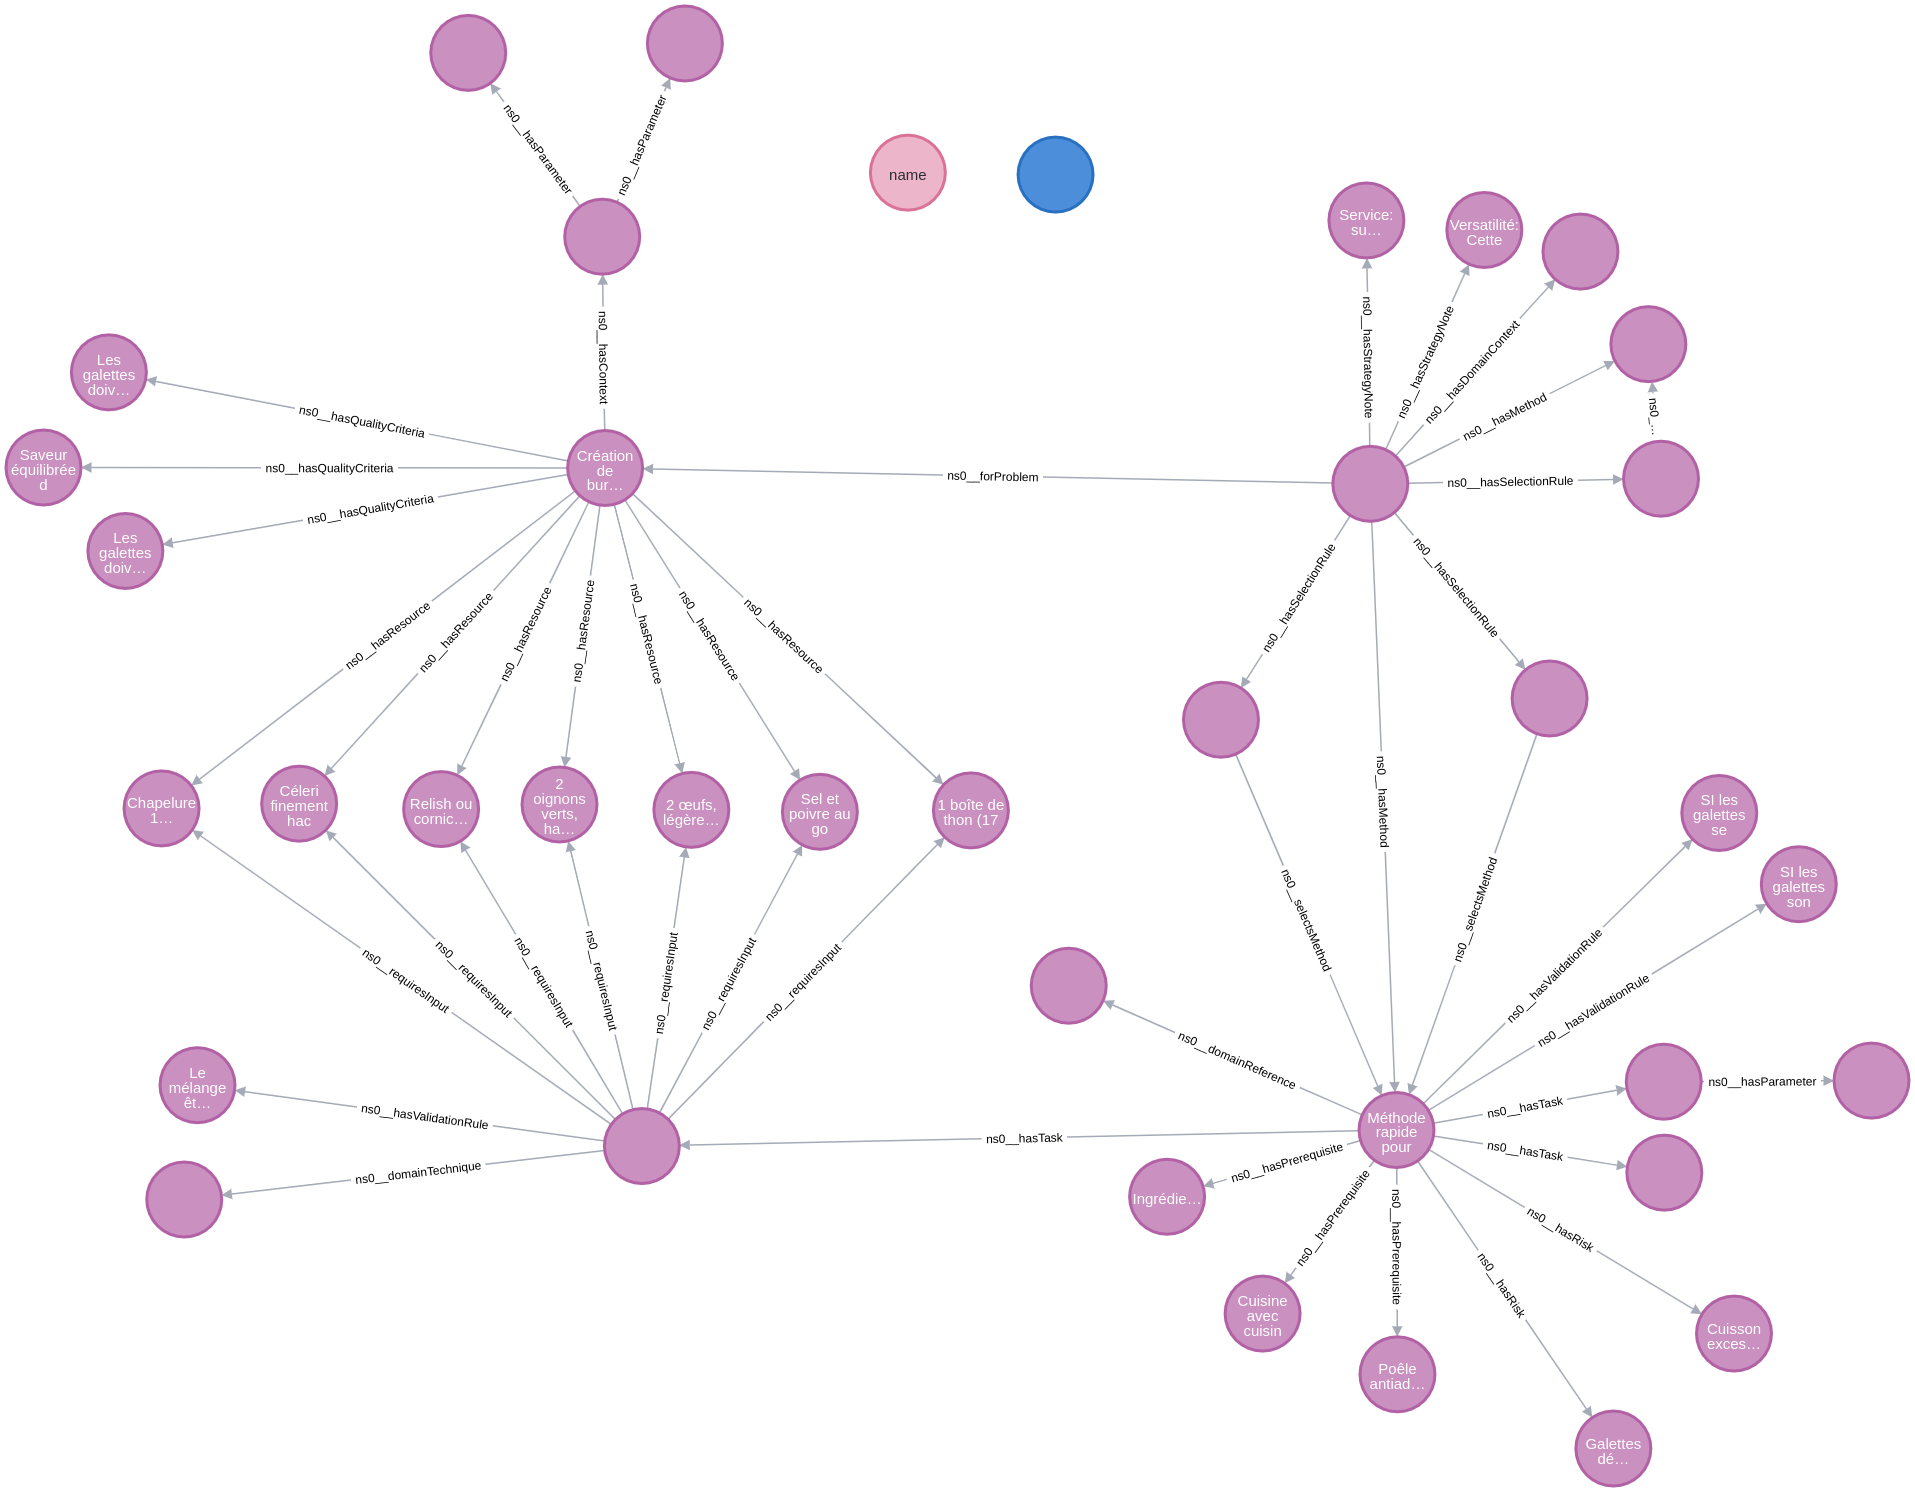 ns0__hasParameter
ns0__hasParameter
name
Service:
su…
Versatilité:
Cette
ns0__hasContext
ns0__hasStrategyNote
ns0__hasStrategyNote
ns0__hasDomainContext
ns0__hasMethod
ns0_…
Les
galettes
doiv…
ns0__hasQualityCriteria
Saveur
équilibrée
d
ns0__hasQualityCriteria
Création
de
bur…
ns0__forProblem
ns0__hasSelectionRule
ns0__hasQualityCriteria
Les
galettes
doiv…
ns0__hasResource
ns0__hasResource
ns0__hasResource
ns0__hasResource
ns0__hasResource
ns0__hasResource
ns0__hasResource
ns0__hasSelectionRule
ns0__hasSelectionRule
Chapelure
1…
Céleri
finement
hac
Relish ou
cornic…
2
oignons
verts,
ha…
2 œufs,
légère…
Sel et
poivre au
go
1 boîte de
thon (17
ns0__hasMethod
ns0__selectsMethod
ns0__selectsMethod
SI les
galettes
se
SI les
galettes
son
ns0__requiresInput
ns0__requiresInput
ns0__requiresInput
ns0__requiresInput
ns0__requiresInput
ns0__requiresInput
ns0__requiresInput
ns0__hasValidationRule
ns0__hasValidationRule
ns0__domainReference
Le
mélange
êt…
ns0__hasValidationRule
ns0__domainTechnique
ns0__hasTask
Méthode
rapide
pour
ns0__hasTask
ns0__hasParameter
ns0__hasTask
ns0__hasPrerequisite
Ingrédie…
ns0__hasPrerequisite
ns0__hasPrerequisite
ns0__hasRisk
ns0__hasRisk
Cuisine
avec
cuisin
Poêle
antiad…
Cuisson
exces…
Galettes
dé…